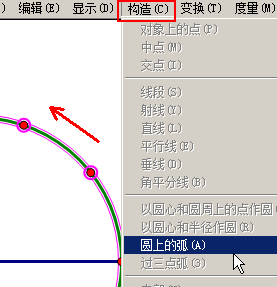 编辑(E) 显示(D) 构造(C) 变换(T) 度量(M)
对象上的点(P)
中点(M)
交点(I)
线段(S)
射线(Y)
直线(L)
平行线(E)
垂线(D)
角平分线(B)
以圆心和圆周上的点作圆
以圆心和半径作圆(R)
圆上的弧(A)
过三点弧(3)